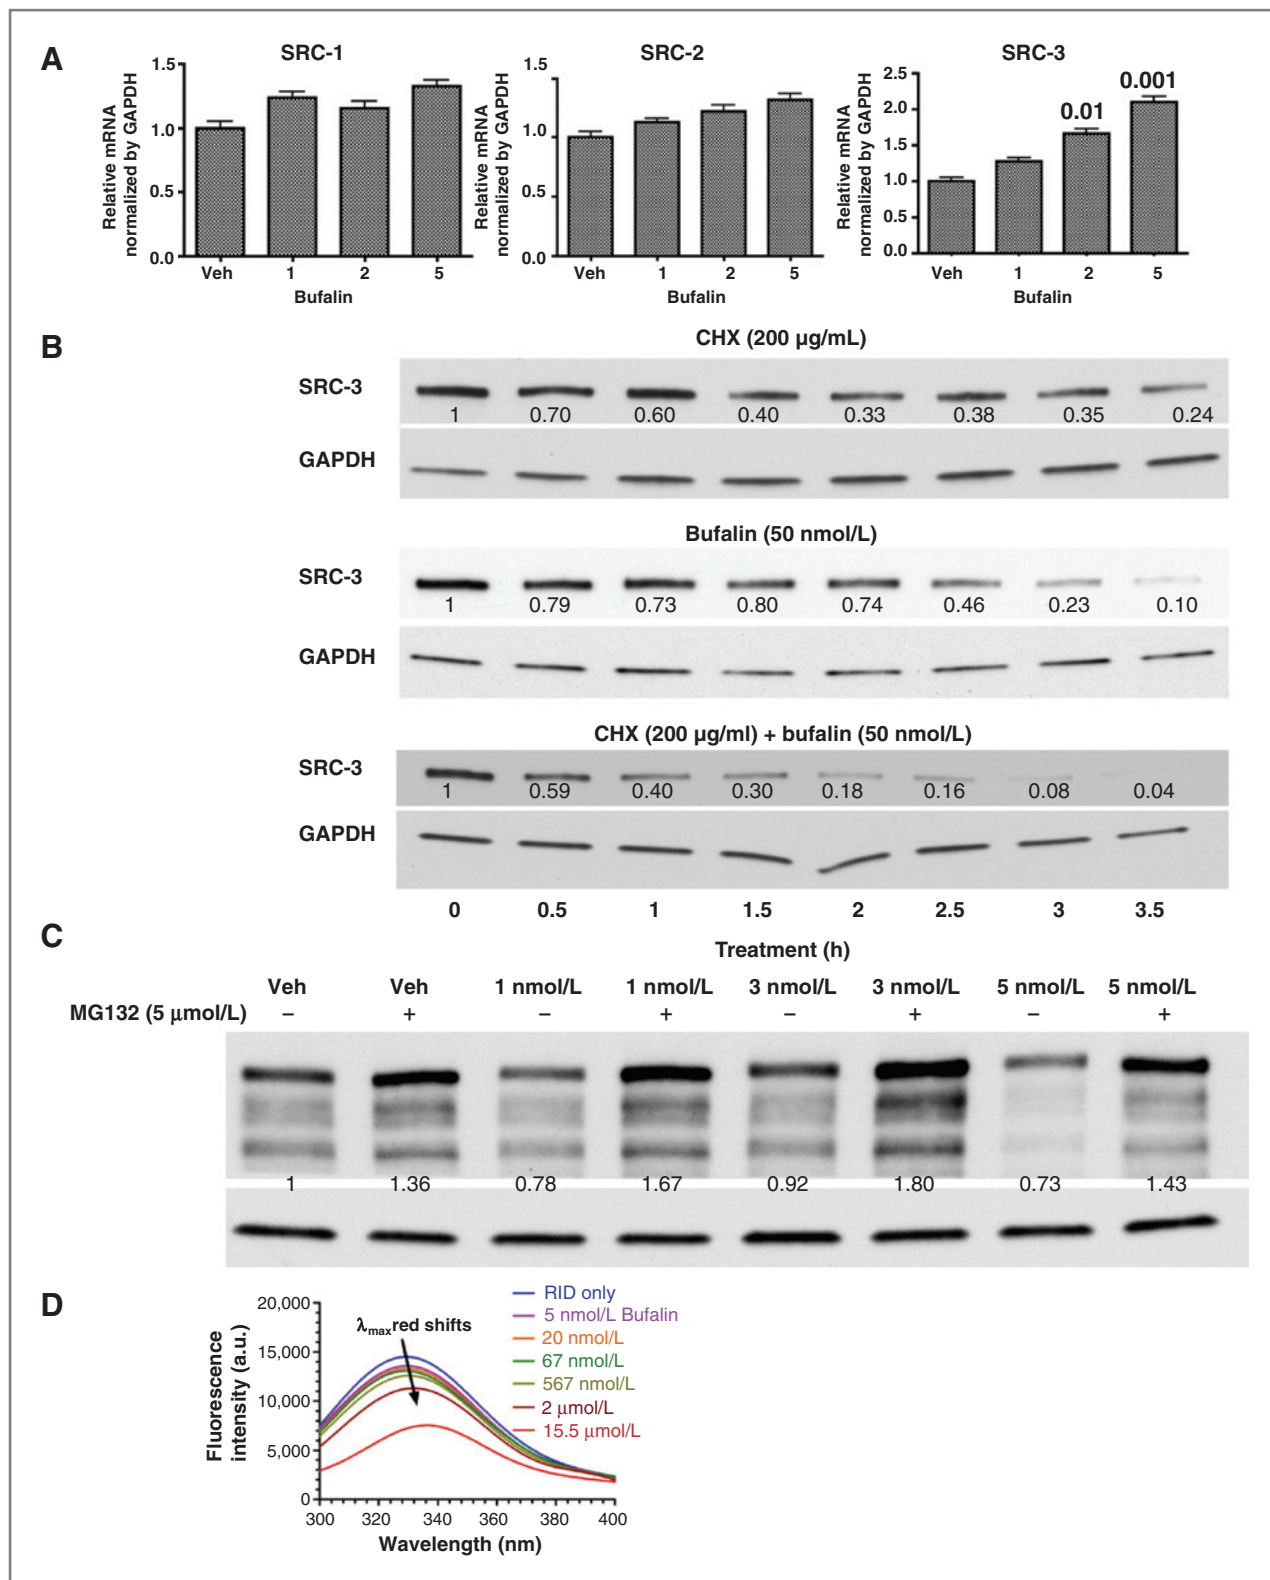 A
SRC-1
Relative mRNA
normalized by GAPDH
1.5
1.0
0.5
0.0
Veh 1 2 5
Bufalin
SRC-2
Relative mRNA
normalized by GAPDH
1.5
1.0
0.5
0.0
Veh 1 2 5
Bufalin
SRC-3
Relative mRNA
normalized by GAPDH
2.5
2.0
1.5
1.0
0.5
0.0
0.01
0.001
Veh 1 2 5
Bufalin
B
CHX (200 µg/mL)
SRC-3
1 0.70 0.60 0.40 0.33 0.38 0.35 0.24
GAPDH
Bufalin (50 nmol/L)
SRC-3
1 0.79 0.73 0.80 0.74 0.46 0.23 0.10
GAPDH
CHX (200 µg/ml) + bufalin (50 nmol/L)
SRC-3
1 0.59 0.40 0.30 0.18 0.16 0.08 0.04
GAPDH
0 0.5 1 1.5 2 2.5 3 3.5
Treatment (h)
C
Veh Veh 1 nmol/L 1 nmol/L 3 nmol/L 3 nmol/L 5 nmol/L 5 nmol/L
MG132 (5 µmol/L) – + – + – + – +
1 1.36 0.78 1.67 0.92 1.80 0.73 1.43
D
Fluorescence
intensity (a.u.)
20,000
15,000
10,000
5,000
0
λmax red shifts
RID only
5 nmol/L Bufalin
20 nmol/L
67 nmol/L
567 nmol/L
2 µmol/L
15.5 µmol/L
300 320 340 360 380 400
Wavelength (nm)